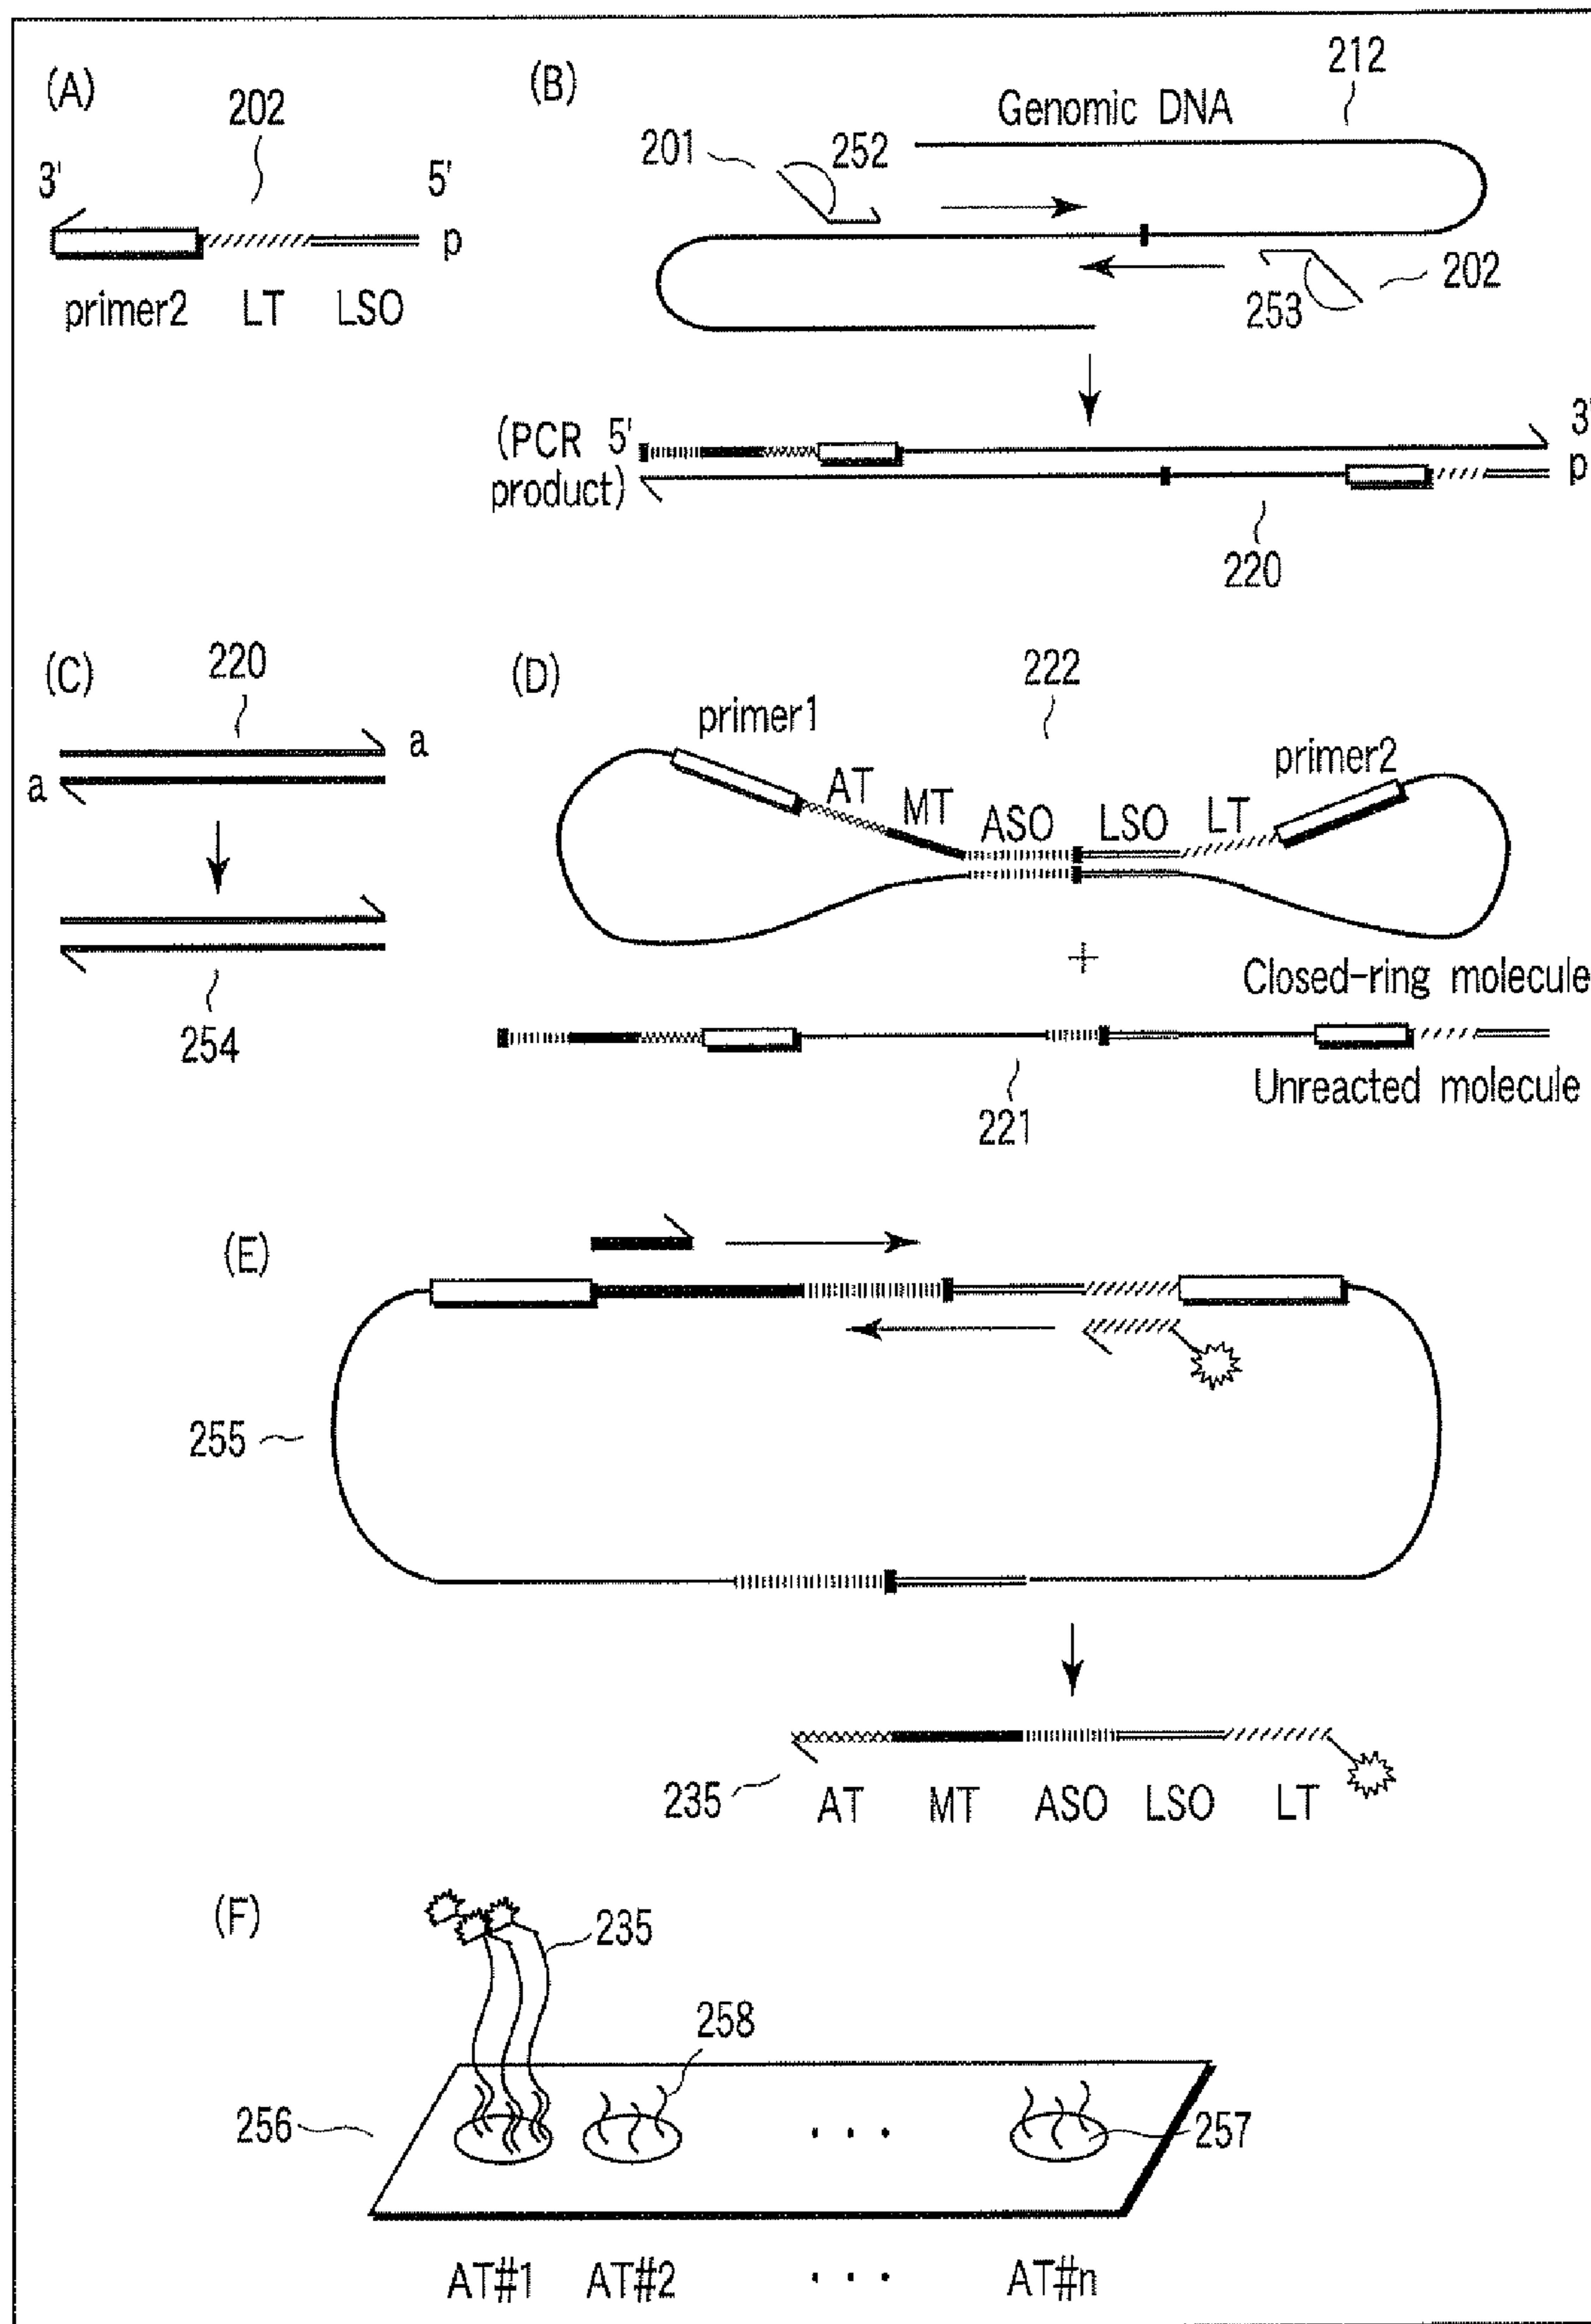 (A)
202
3'
5'
p
primer2 LT LSO
(B)
212
Genomic DNA
201
252
253
202
(PCR 5'
product)
3'
p
220
(C)
220
a
a
254
(D)
222
primer1
AT
MT
ASO
LSO
LT
primer2
+
Closed-ring molecule
221
Unreacted molecule
(E)
255
235
AT MT ASO LSO LT
(F)
235
258
256
. . .
257
AT#1 AT#2 . . . AT#n